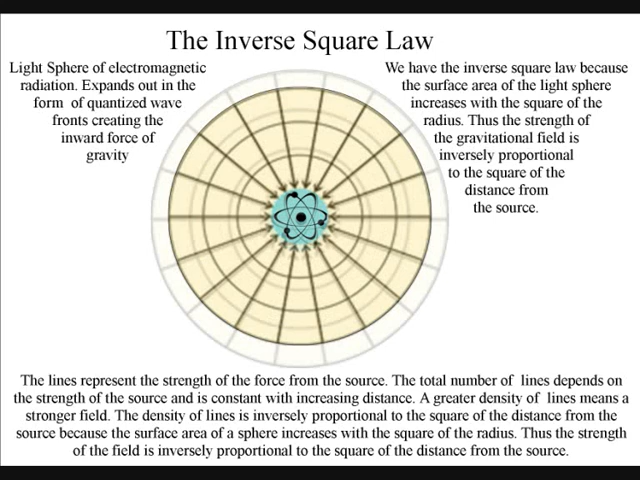 The Inverse Square Law
Light Sphere of electromagnetic
radiation. Expands out in the
form of quantized wave
fronts creating the
inward force of
gravity
We have the inverse square law because
the surface area of the light sphere
increases with the square of the
radius. Thus the strength of
the gravitational field is
inversely proportional
to the square of the
distance from
the source.
The lines represent the strength of the force from the source. The total number of lines depends on
the strength of the source and is constant with increasing distance. A greater density of lines means a
stronger field. The density of lines is inversely proportional to the square of the distance from the
source because the surface area of a sphere increases with the square of the radius. Thus the strength
of the field is inversely proportional to the square of the distance from the source.